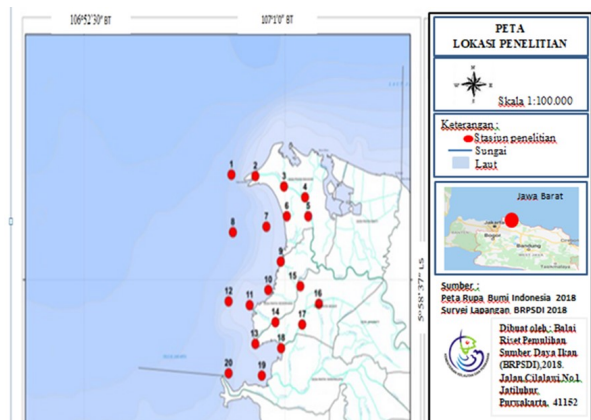 106°52'30" BT
107°1'0" BT
PETA
LOKASI PENELITIAN
Skala 1:100.000
Keterangan :
Stasiun penelitian
Sungai
Laut
Jawa Barat
Jakarta
Bogor
Bandung
Sumber :
Peta Rupa Bumi Indonesia 2018
Survei Lapangan BRPSDI 2018
Dibuat oleh : Balai
Riset Pemulihan
Sumber Daya Ikan
(BRPSDI),2018.
Jalan Cilalawi No.1
Jatiluhur,
Purwakarta, 41152
5°58'37" LS
1
2
3
4
5
6
7
8
9
10
11
12
13
14
15
16
17
18
19
20